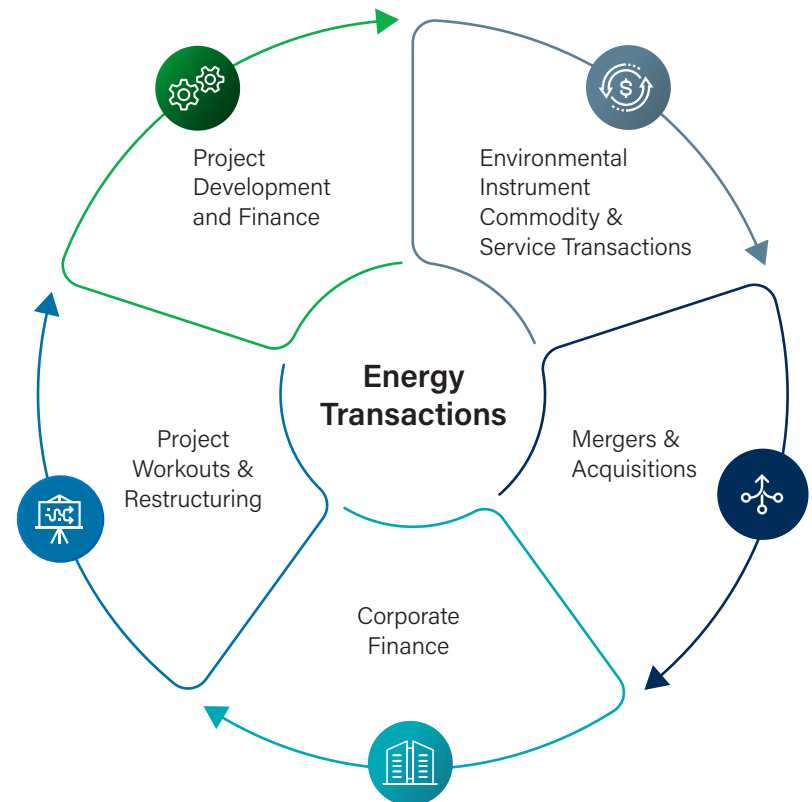 Project
Development
and Finance
Environmental
Instrument
Commodity &
Service Transactions
$
Energy
Transactions
Project
Workouts &
Restructuring
Mergers &
Acquisitions
Corporate
Finance